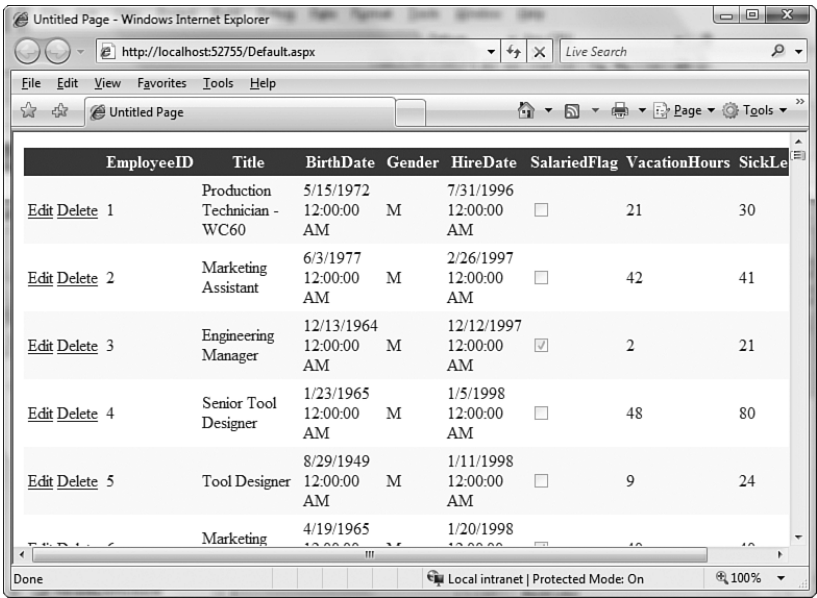 Untitled Page - Windows Internet Explorer
http://localhost:52755/Default.aspx
Live Search
File Edit View Favorites Tools Help
Untitled Page
Page Tools
EmployeeID Title BirthDate Gender HireDate SalariedFlag VacationHours SickLe
Production 5/15/1972 7/31/1996
Edit Delete 1 Technician - 12:00:00 M 12:00:00 21 30
WC60 AM AM
6/3/1977 2/26/1997
Edit Delete 2 Marketing Assistant 12:00:00 M 12:00:00 42 41
AM AM
12/13/1964 12/12/1997
Edit Delete 3 Engineering Manager 12:00:00 M 12:00:00 2 21
AM AM
1/23/1965 1/5/1998
Edit Delete 4 Senior Tool Designer 12:00:00 M 12:00:00 48 80
AM AM
8/29/1949 1/11/1998
Edit Delete 5 Tool Designer 12:00:00 M 12:00:00 9 24
AM AM
4/19/1965 1/20/1998
Marketing
Done Local intranet | Protected Mode: On 100%